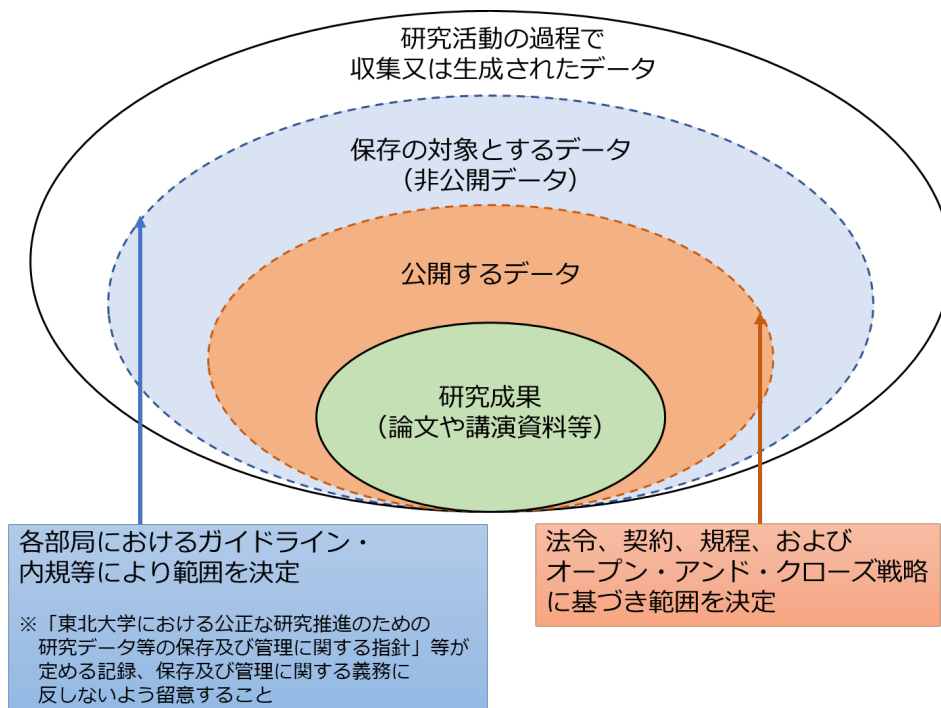 研究活動の過程で
収集又は生成されたデータ
保存の対象とするデータ
（非公開データ）
公開するデータ
研究成果
（論文や講演資料等）
各部局におけるガイドライン・
内規等により範囲を決定
※「東北大学における公正な研究推進のための
研究データ等の保存及び管理に関する指針」等が
定める記録、保存及び管理に関する義務に
反しないよう留意すること
法令、契約、規程、および
オープン・アンド・クローズ戦略
に基づき範囲を決定